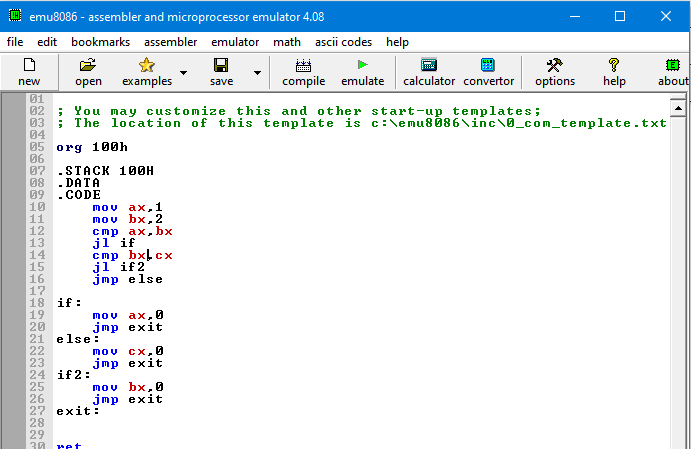 emu8086 - assembler and microprocessor emulator 4.08
file edit bookmarks assembler emulator math ascii codes help
new open examples save compile emulate calculator convertor options help about
01
02 ; You may customize this and other start-up templates;
03 ; The location of this template is c:\emu8086\inc\0_com_template.txt
04
05 org 100h
06
07 .STACK 100H
08 .DATA
09 .CODE
10 mov ax,1
11 mov bx,2
12 cmp ax,bx
13 jl if
14 cmp bx,cx
15 jl if2
16 jmp else
17
18 if:
19 mov ax,0
20 jmp exit
21 else:
22 mov cx,0
23 jmp exit
24 if2:
25 mov bx,0
26 jmp exit
27 exit:
28
29
30 ret